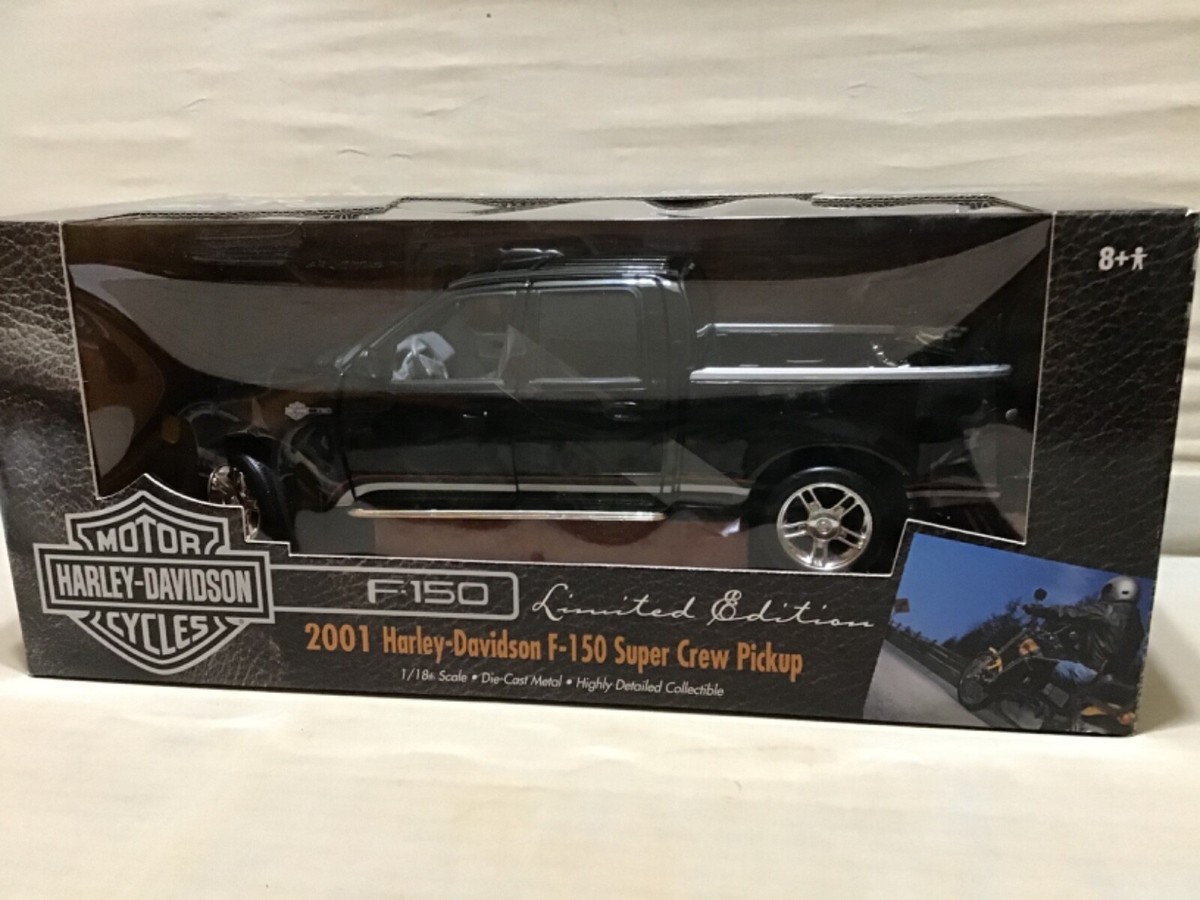 8+
MOTOR
HARLEY-DAVIDSON
CYCLES
F-150
Limited Edition
2001 Harley-Davidson F-150 Super Crew Pickup
1/18th Scale • Die-Cast Metal • Highly Detailed Collectible